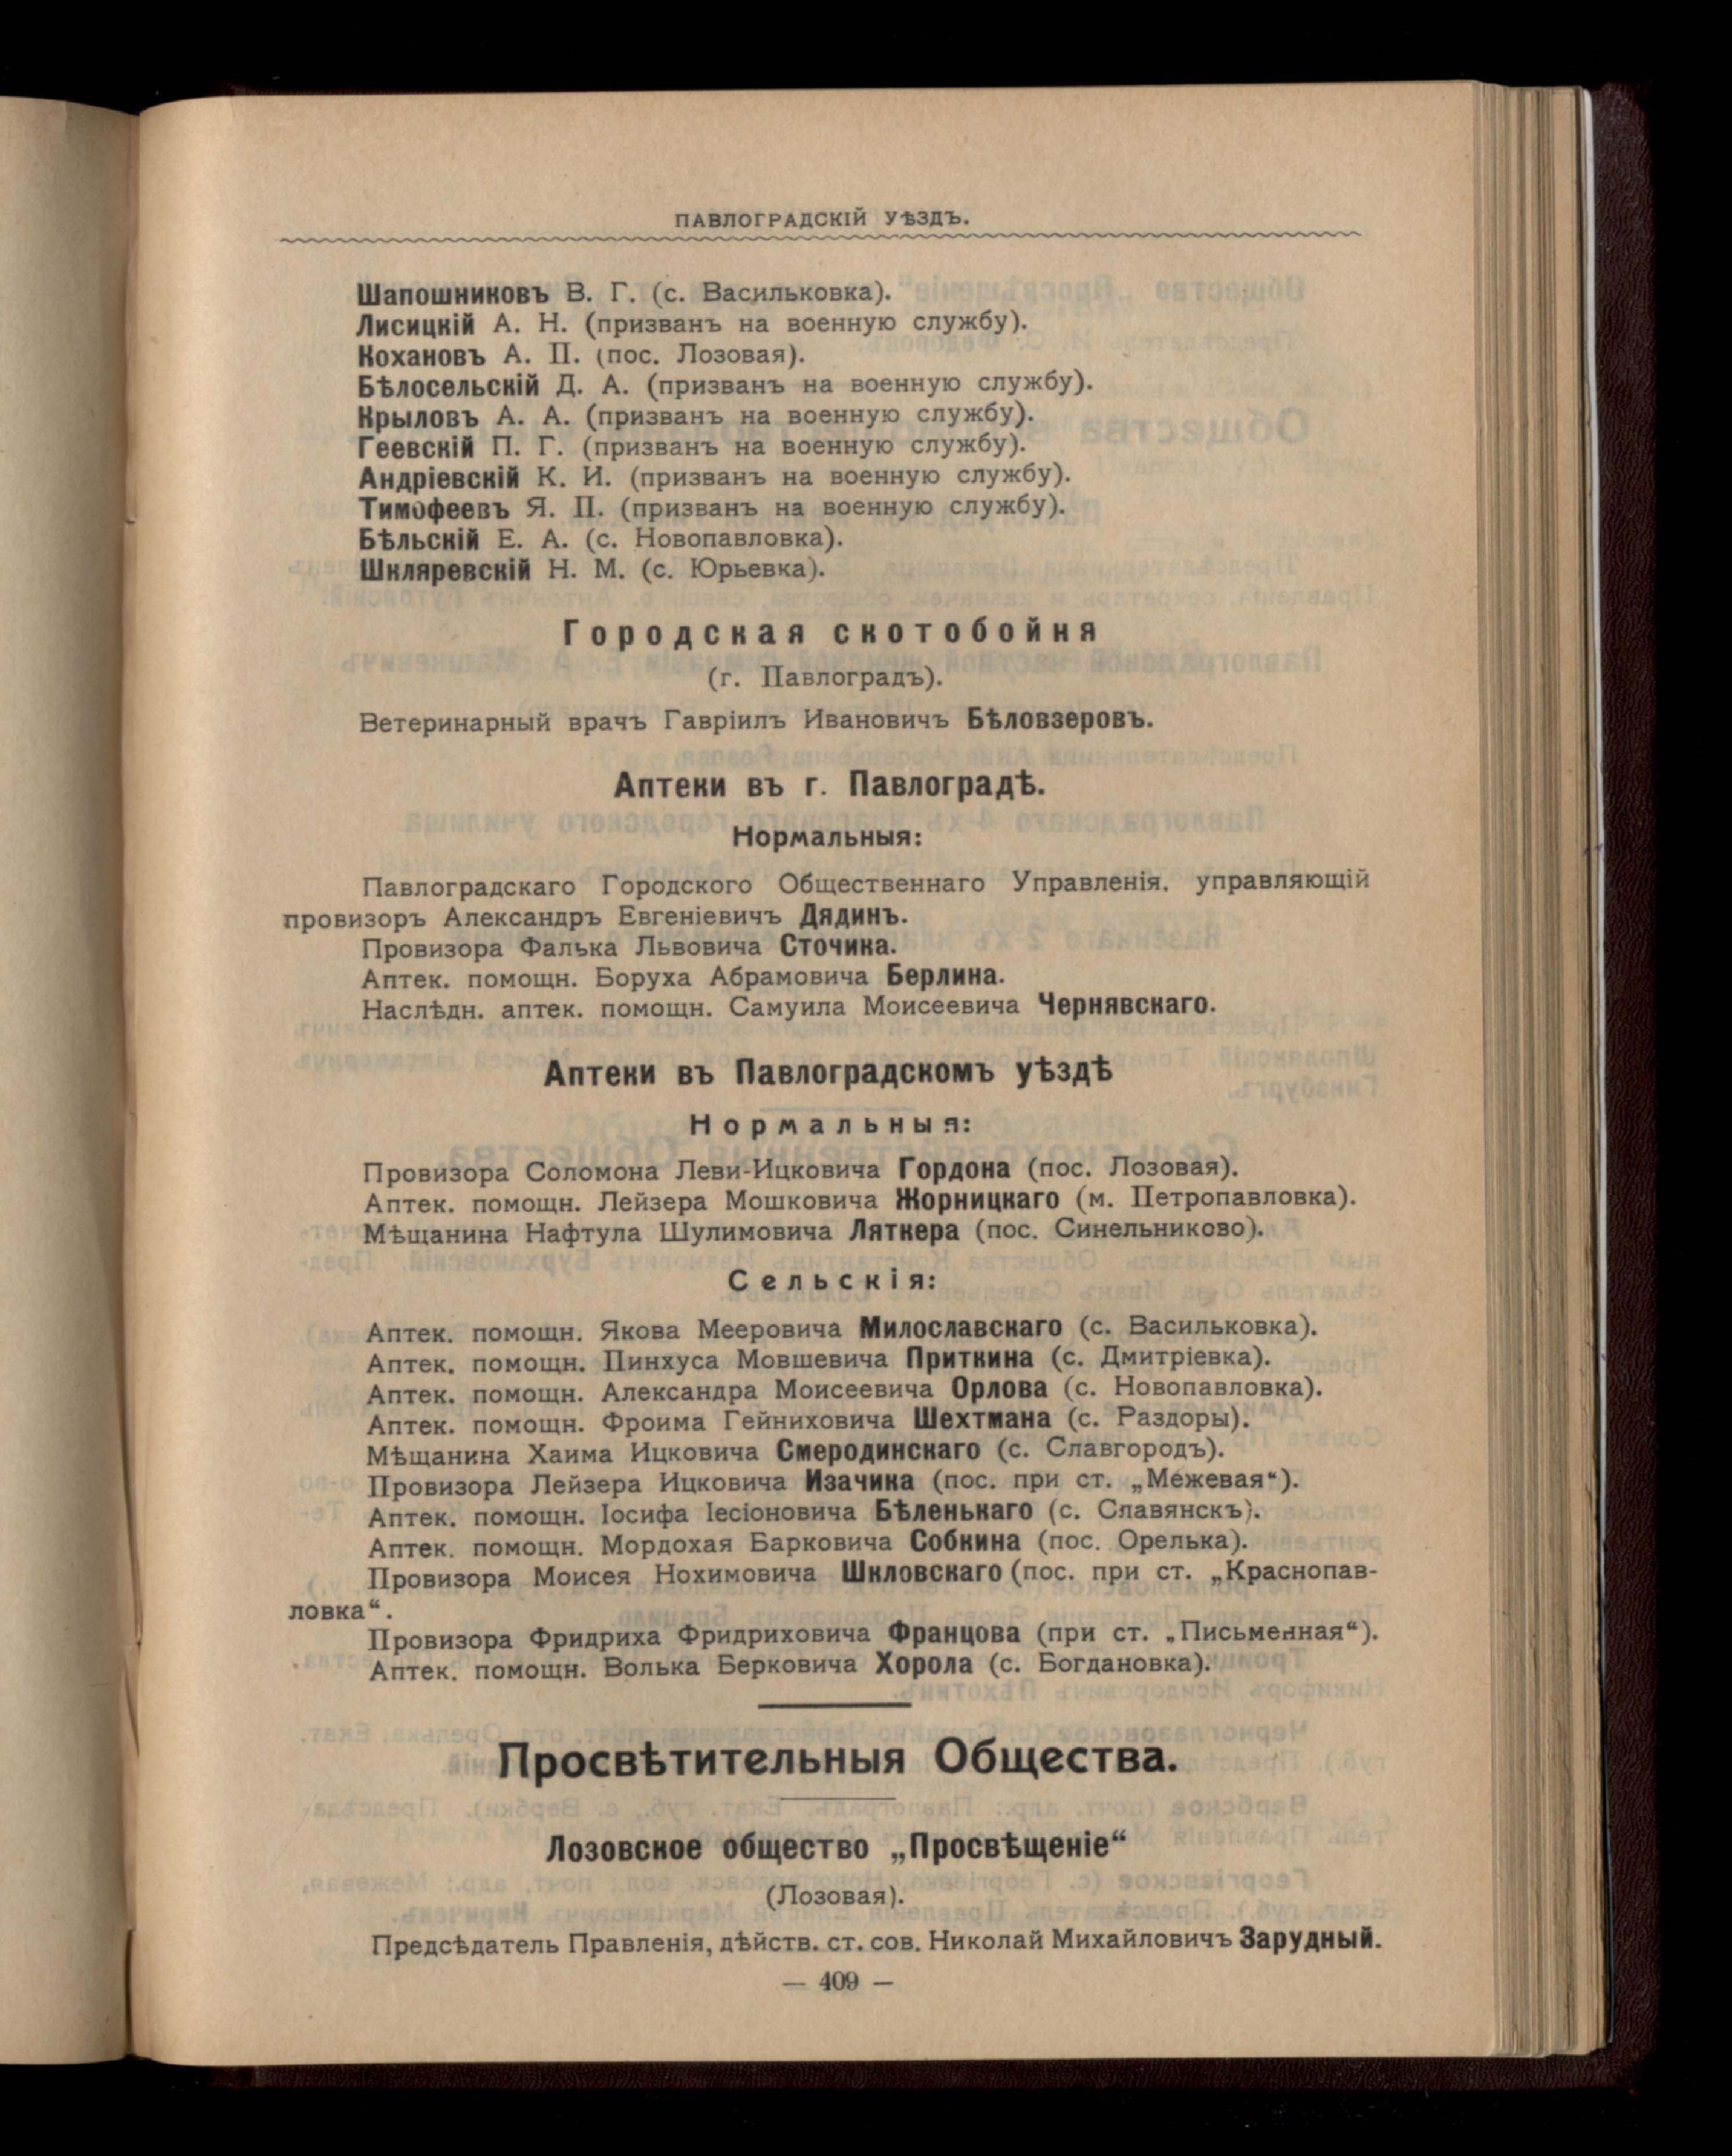 ПАВЛОГРАДСКІЙ УѢЗДЪ.
Шапошниковъ В. Г. (с. Васильковка).
Лисицкій А. Н. (призванъ на военную службу).
Кохановъ А. П. (пос. Лозовая).
Бѣлосельскій Д. А. (призванъ на военную службу).
Крыловъ А. А. (призванъ на военную службу).
Геевскій П. Г. (призванъ на военную службу).
Андріевскій К. И. (призванъ на военную службу).
Тимофеевъ Я. П. (призванъ на военную службу).
Бѣльскій Е. А. (с. Новопавловка).
Шкляревскій Н. М. (с. Юрьевка).
Городская скотобойня
(г. Павлоградъ).
Ветеринарный врачъ Гавріилъ Ивановичъ Бѣловзеровъ.
Аптеки въ г. Павлоградѣ.
Нормальныя:
Павлоградскаго Городского Общественнаго Управленія, управляющій
провизоръ Александръ Евгеніевичъ Дядинъ.
Провизора Фалька Львовича Сточика.
Аптек. помощн. Боруха Абрамовича Берлина.
Наслѣдн. аптек. помощн. Самуила Моисеевича Чернявскаго.
Аптеки въ Павлоградскомъ уѣздѣ
Нормальныя:
Провизора Соломона Леви-Ицковича Гордона (пос. Лозовая).
Аптек. помощн. Лейзера Мошковича Жорницкаго (м. Петропавловка).
Мѣщанина Нафтула Шулимовича Ляткера (пос. Синельниково).
Сельскія:
Аптек. помощн. Якова Мееровича Милославскаго (с. Васильковка).
Аптек. помощн. Пинхуса Мовшевича Приткина (с. Дмитріевка).
Аптек. помощн. Александра Моисеевича Орлова (с. Новопавловка).
Аптек. помощн. Фроима Гейниховича Шехтмана (с. Раздоры).
Мѣщанина Хаима Ицковича Смеродинскаго (с. Славгородъ).
Провизора Лейзера Ицковича Изачика (пос. при ст. „Межевая“).
Аптек. помощн. Іосифа Іесіоновича Бѣленькаго (с. Славянскъ).
Аптек. помощн. Мордохая Барковича Собкина (пос. Орелька).
Провизора Моисея Нохимовича Шкловскаго (пос. при ст. „Краснопав-
ловка“.
Провизора Фридриха Фридриховича Францова (при ст. „Письменная“).
Аптек. помощн. Волька Берковича Хорола (с. Богдановка).
Просвѣтительныя Общества.
Лозовское общество „Просвѣщеніе“
(Лозовая).
Предсѣдатель Правленія, дѣйств. ст. сов. Николай Михайловичъ Зарудный.
— 409 —